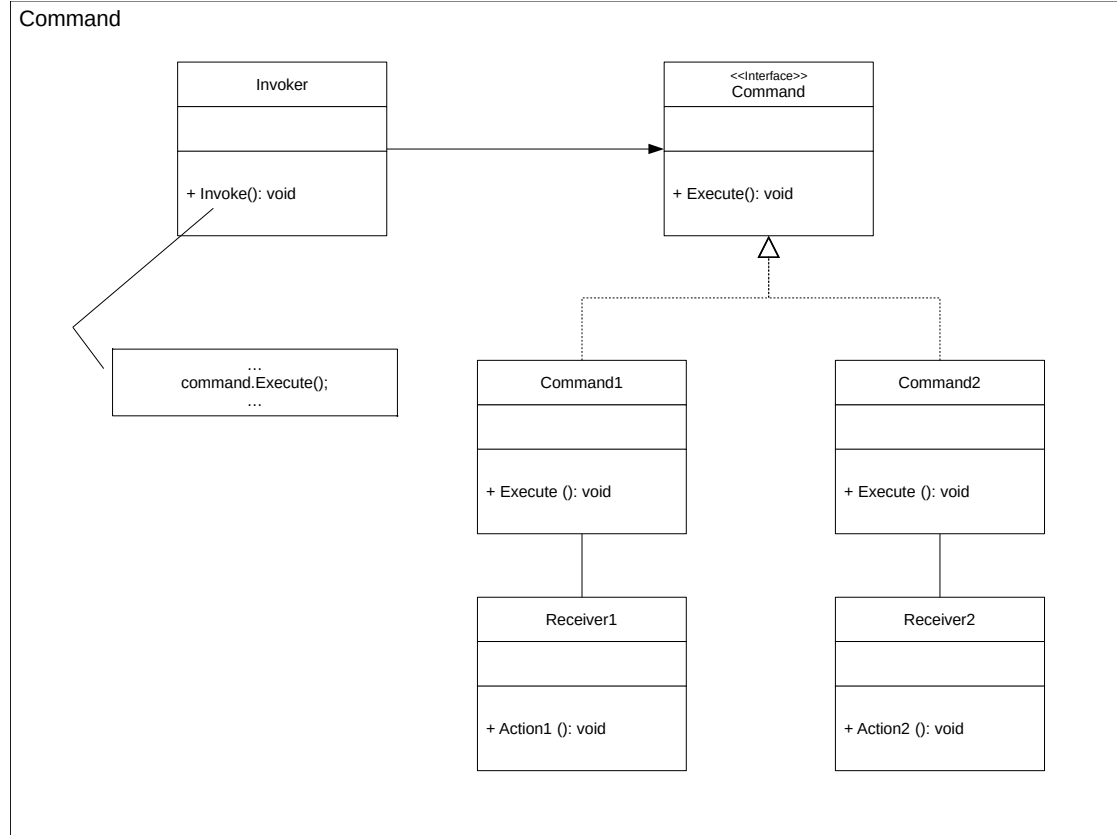 Command
Invoker
+ Invoke(): void
<<Interface>>
Command
+ Execute(): void
...
command.Execute();
...
Command1
+ Execute (): void
Command2
+ Execute (): void
Receiver1
+ Action1 (): void
Receiver2
+ Action2 (): void